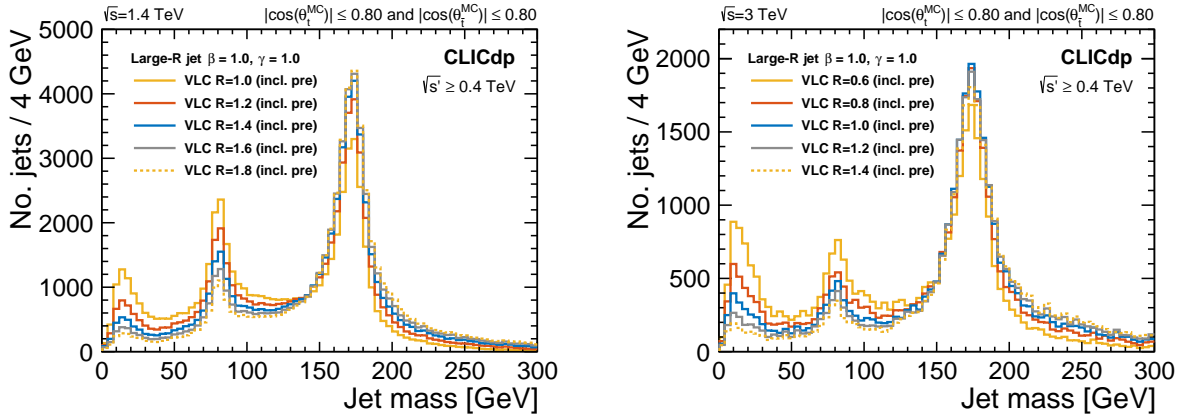 √s=1.4 TeV |cos(θ_t^MC)| ≤ 0.80 and |cos(θ_t̄^MC)| ≤ 0.80
No. jets / 4 GeV
5000
4000
3000
2000
1000
0
Large-R jet β = 1.0, γ = 1.0
VLC R=1.0 (incl. pre)
VLC R=1.2 (incl. pre)
VLC R=1.4 (incl. pre)
VLC R=1.6 (incl. pre)
VLC R=1.8 (incl. pre)
CLICdp
√s' ≥ 0.4 TeV
0 50 100 150 200 250 300
Jet mass [GeV]
√s=3 TeV |cos(θ_t^MC)| ≤ 0.80 and |cos(θ_t̄^MC)| ≤ 0.80
No. jets / 4 GeV
2000
1500
1000
500
0
Large-R jet β = 1.0, γ = 1.0
VLC R=0.6 (incl. pre)
VLC R=0.8 (incl. pre)
VLC R=1.0 (incl. pre)
VLC R=1.2 (incl. pre)
VLC R=1.4 (incl. pre)
CLICdp
√s' ≥ 0.4 TeV
0 50 100 150 200 250 300
Jet mass [GeV]